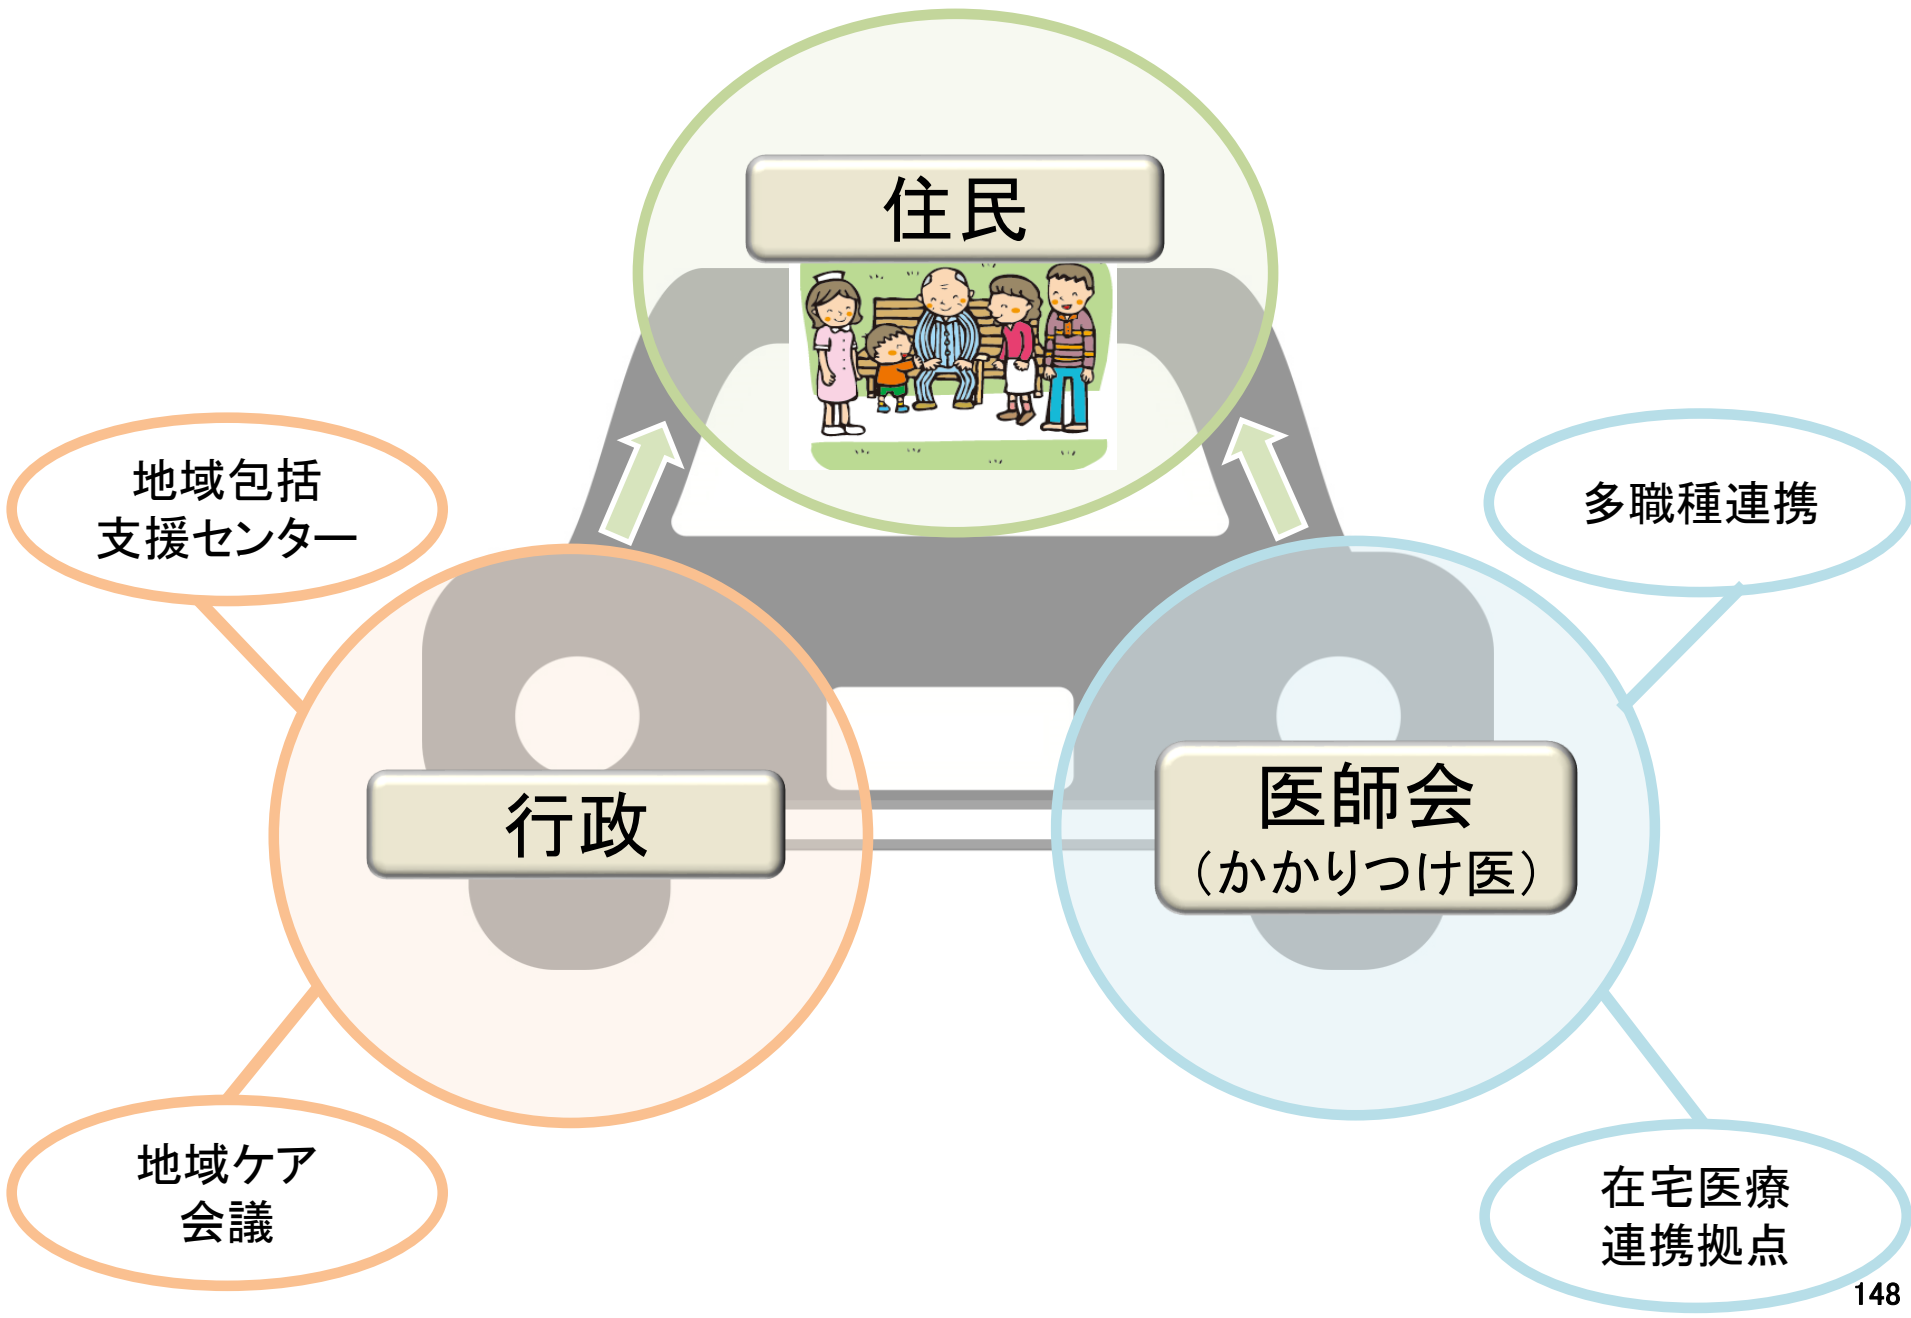 住民
地域包括
支援センター
多職種連携
行政
医師会
（かかりつけ医）
地域ケア
会議
在宅医療
連携拠点
148